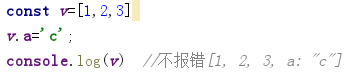 const v=[1,2,3]
v.a='c';
console.log(v)  //不报错[1, 2, 3, a: "c"]